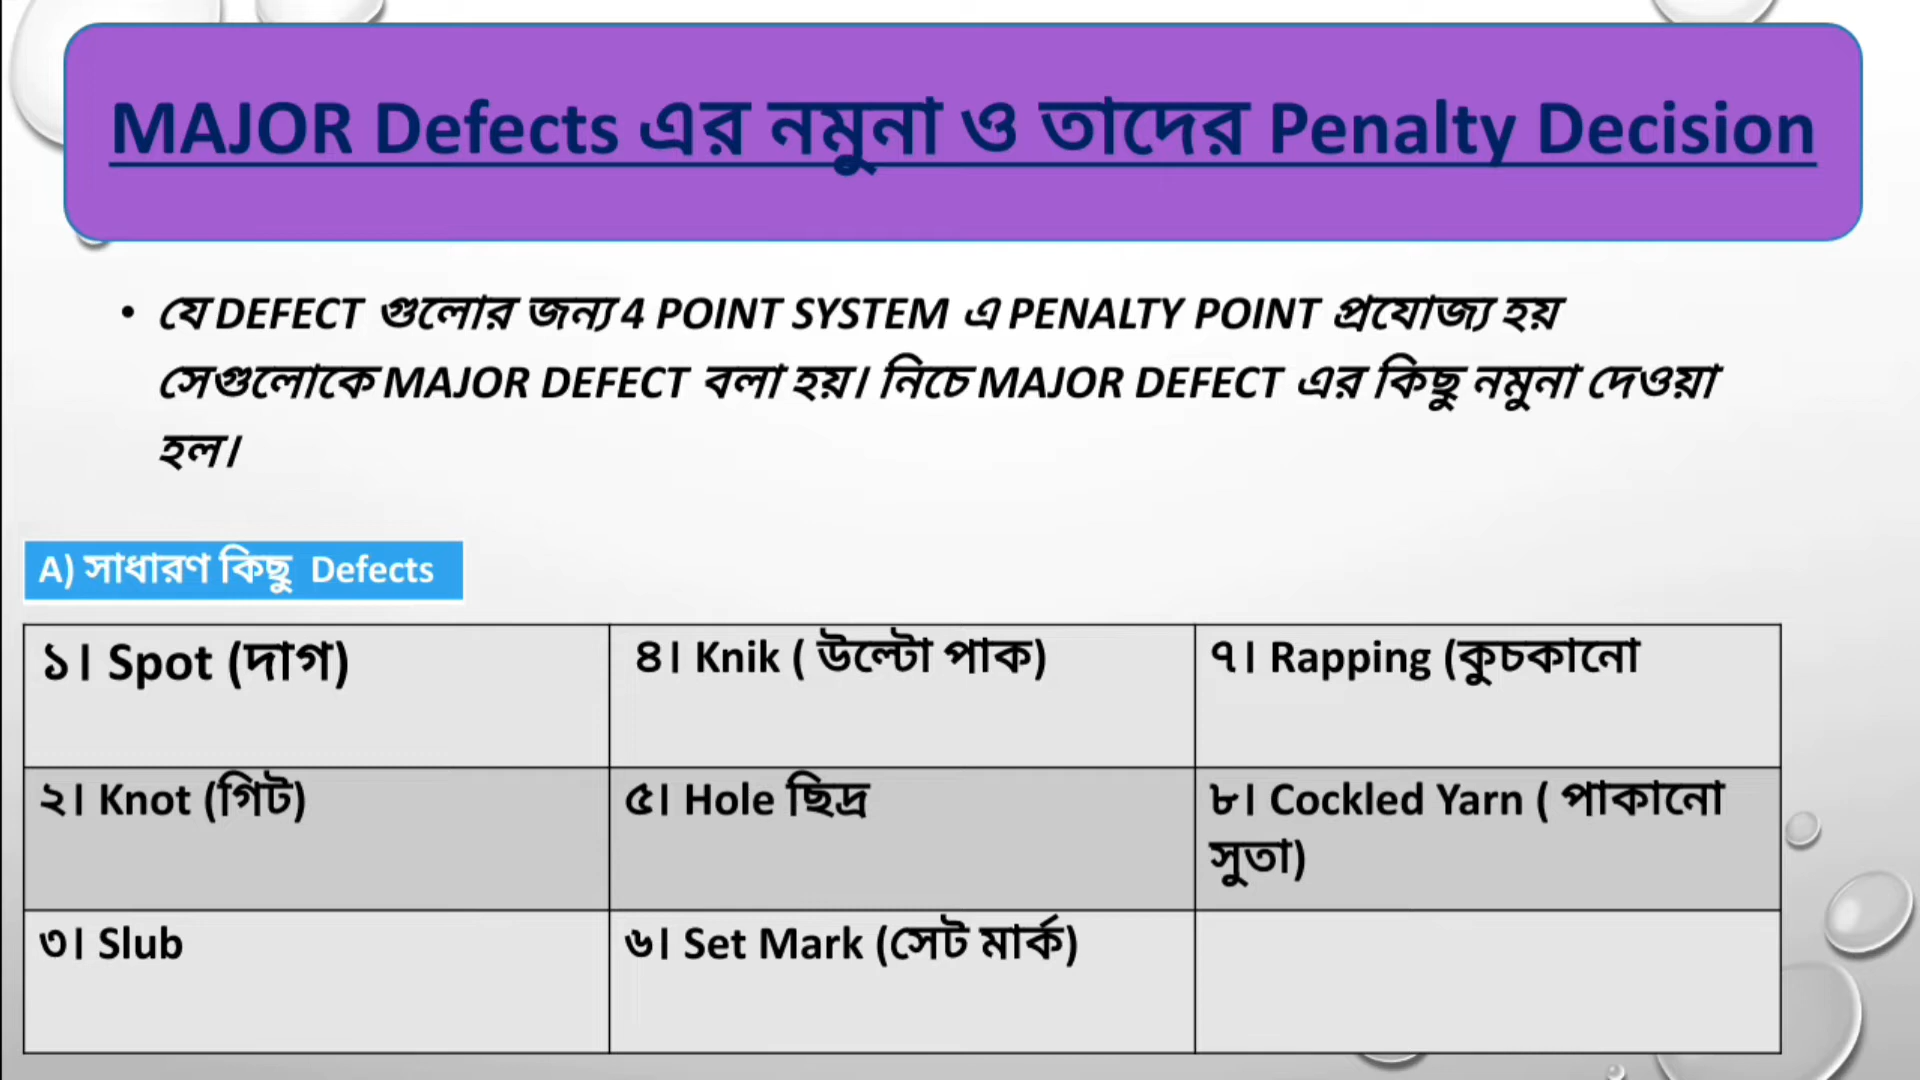 MAJOR Defects এর নমুনা ও তাদের Penalty Decision
• যে DEFECT গুলোর জন্য 4 POINT SYSTEM এ PENALTY POINT প্রযোজ্য হয়
সেগুলোকে MAJOR DEFECT বলা হয়। নিচে MAJOR DEFECT এর কিছু নমুনা দেওয়া
হল।
A) সাধারণ কিছু Defects
১। Spot (দাগ)
৪। Knik ( উল্টো পাক)
৭। Rapping (কুচকানো
২। Knot (গিট)
৫। Hole ছিদ্র
৮। Cockled Yarn ( পাকানো
সুতা)
৩। Slub
৬। Set Mark (সেট মার্ক)